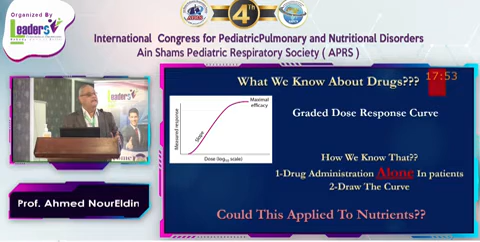 Organized By
Leaders
4TH
International Congress for PediatricPulmonary and Nutritional Disorders
Ain Shams Pediatric Respiratory Society ( APRS )
Leaders
Prof. Ahmed NourEldin
17:53
What We Know About Drugs???
Graded Dose Response Curve
Maximal
efficacy
Slope
Measured response
Dose (log10 scale)
How We Know That??
1-Drug Administration Alone In patients
2-Draw The Curve
Could This Applied To Nutrients??